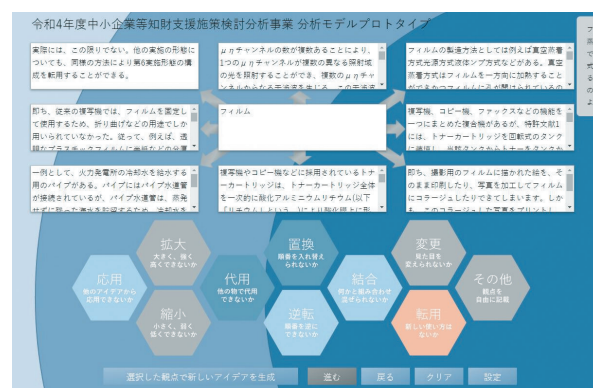 令和4年度中小企業等知財支援施策検討分析事業 分析モデルプロトタイプ
実際には、この限りでない。他の実施の形態に
ついても、同様の方法により第6実施形態の構
成を転用することができる。
μηチャンネルの数が複数あることにより、
1つのμηチャンネルが複数の異なる照射域
の光を照射することができ、複数のμηチャ
フィルムの製造方法としては例えば真空蒸着
方式光源方式液体ンプ方式などがある。真空
蒸着方式はフィルムを一方向に加熱すること
即ち、従来の複写機では、フィルムを固定し
て使用するため、折り曲げなどの用途でしか
用いられていなかった。従って、例えば、透
フィルム
複写機、コピー機、ファックスなどの機能を
一つにまとめた複合機があるが、特許文献1
には、トナーカートリッジを回転式のタンク
一例として、火力発電所の冷却水を給水する
用のパイプがある。パイプにはパイプ水道管
が接続されているが、パイプ水道管は、蒸発
複写機やコピー機などに採用されているトナ
ーカートリッジは、トナーカートリッジ全体
を一次的に酸化アルミニウムリチウム(以下
即ち、撮影用のフィルムに描かれた絵を、そ
のまま印刷したり、写真を加工してフィルム
にコラージュしたりできてしまいます。しか
拡大
大きく、強く
高くできないか
置換
順番を入れ替え
られないか
変更
見た目を
変えられないか
応用
他のアイデアから
応用できないか
代用
他の物で代用
できないか
結合
何かと組み合わせ
混ぜられないか
その他
観点を
自由に記載
縮小
小さく、弱く
低くできないか
逆転
順番を逆に
できないか
転用
新しい使い方は
ないか
選択した観点で新しいアイデアを生成
進む
戻る
クリア
設定